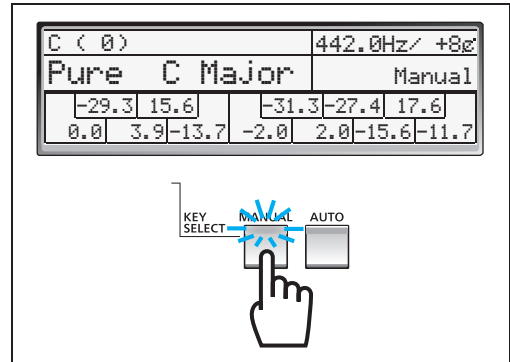 C ( 0) 442.0Hz/ +8¢
Pure C Major Manual
-29.3 15.6 -31.3 -27.4 17.6
0.0 3.9 -13.7 -2.0 2.0 -15.6 -11.7
KEY SELECT MANUAL AUTO